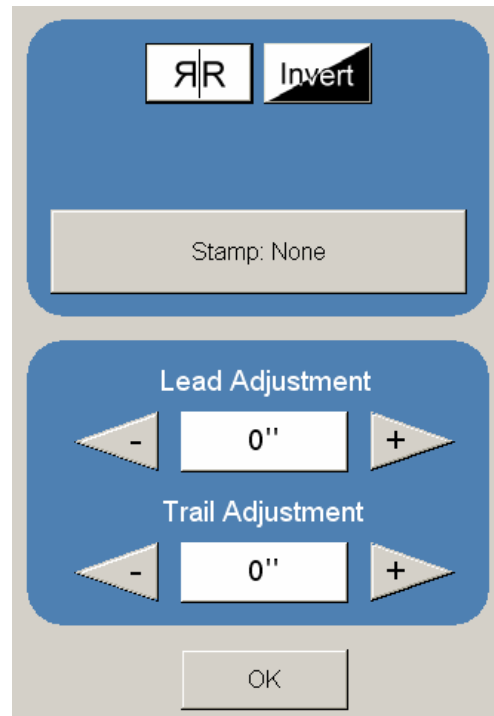 ЯR Invert
Stamp: None
Lead Adjustment
- 0" +
Trail Adjustment
- 0" +
OK